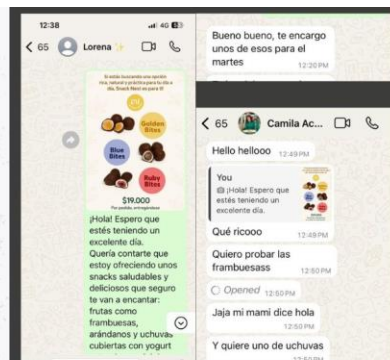 12:38
4G
65
Lorena
Si estás buscando una opción
rica, natural y práctica para tu día a
día, Snack Nani es para ti!
Golden
Bites
Blue
Bites
Ruby
Bites
$19.000
¡Hola! Espero que
estés teniendo un
excelente día.
Quería contarte que
estoy ofreciendo unos
snacks saludables y
deliciosos que seguro
te van a encantar:
frutas como
frambuesas,
arándanos y uchuvas
cubiertas con yogurt
Bueno bueno, te encargo
unos de esos para el
martes
12:30 PM
65
Camila Ac...
Hello hellooo
12:49 PM
You
¡Hola! Espero que
estés teniendo un
excelente día.
Qué ricooo
12:49 PM
Quiero probar las
frambuesass
12:50 PM
Opened
12:50 PM
Jaja mi mami dice hola
12:50 PM
Y quiere uno de uchuvas
12:50 PM